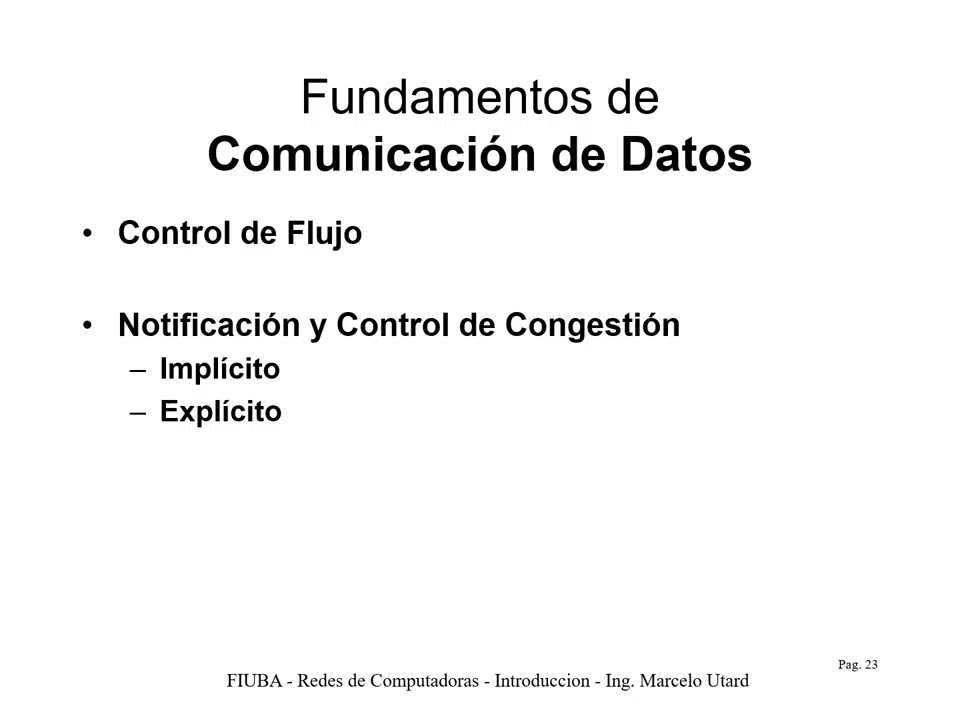 Fundamentos de
Comunicación de Datos
• Control de Flujo
• Notificación y Control de Congestión
– Implícito
– Explícito
Pag. 23
FIUBA - Redes de Computadoras - Introduccion - Ing. Marcelo Utard